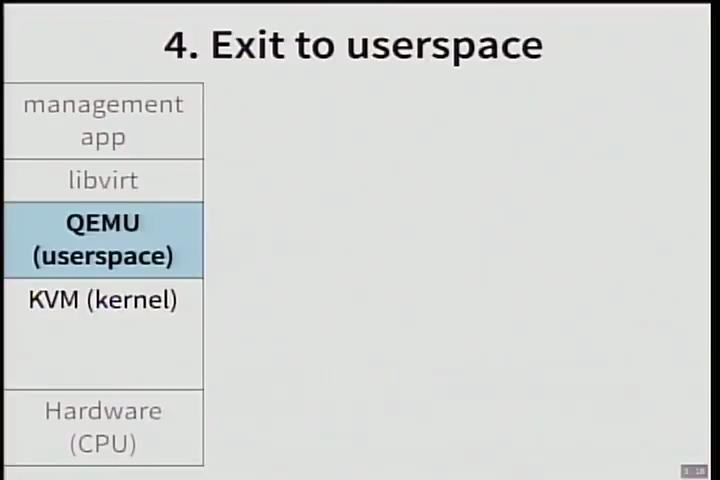 4. Exit to userspace
management
app
libvirt
QEMU
(userspace)
KVM (kernel)
Hardware
(CPU)